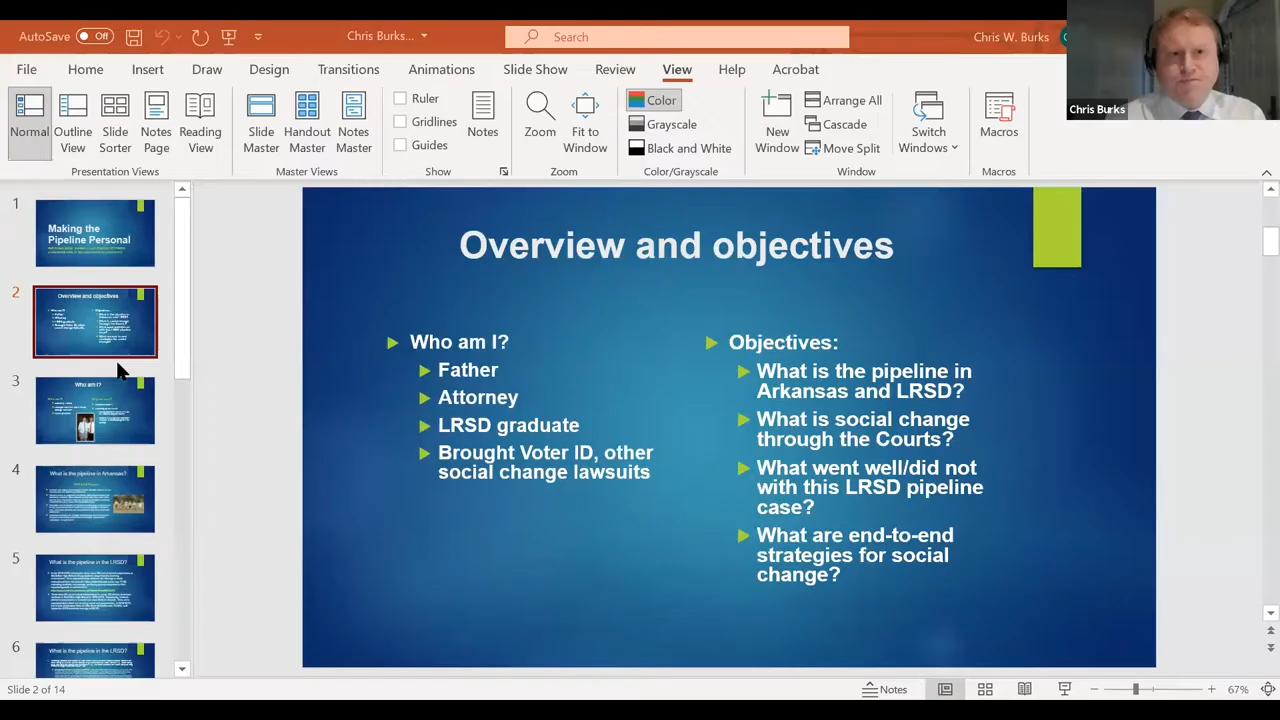 AutoSave Off Chris Burks... Search Chris W. Burks
Chris Burks
File Home Insert Draw Design Transitions Animations Slide Show Review View Help Acrobat
Normal
Outline View
Slide Sorter
Notes Page
Reading View
Presentation Views
Slide Master
Handout Master
Notes Master
Master Views
Ruler
Gridlines
Guides
Show
Notes
Zoom
Fit to Window
Zoom
Color
Grayscale
Black and White
Color/Grayscale
New Window
Arrange All
Cascade
Move Split
Switch Windows
Window
Macros
Macros
1
Making the
Pipeline Personal
2
Overview and objectives
3
Who am I?
4
What is the pipeline in Arkansas?
5
What is the pipeline in the LRSD?
6
What is the pipeline in the LRSD?
Overview and objectives
Who am I?
Father
Attorney
LRSD graduate
Brought Voter ID, other
social change lawsuits
Objectives:
What is the pipeline in
Arkansas and LRSD?
What is social change
through the Courts?
What went well/did not
with this LRSD pipeline
case?
What are end-to-end
strategies for social
change?
Slide 2 of 14
Notes
67%